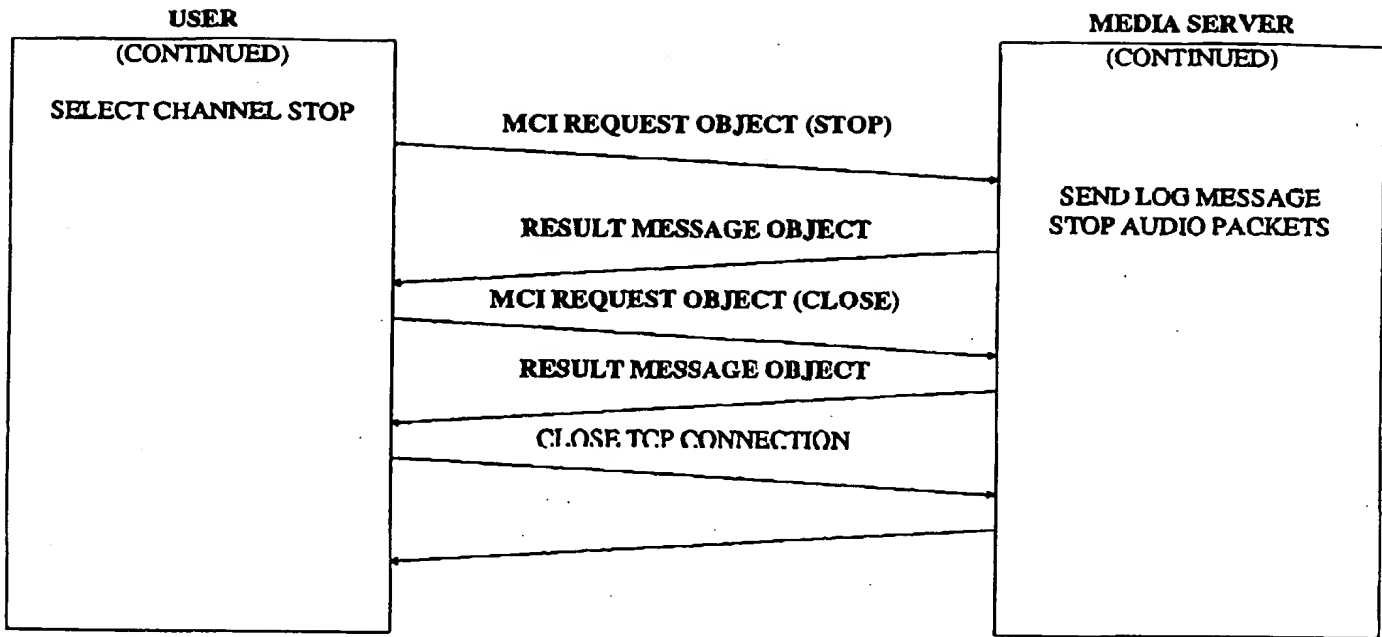 USER
(CONTINUED)
SELECT CHANNEL STOP
MCI REQUEST OBJECT (STOP)
RESULT MESSAGE OBJECT
MCI REQUEST OBJECT (CLOSE)
RESULT MESSAGE OBJECT
CLOSE TCP CONNECTION
MEDIA SERVER
(CONTINUED)
SEND LOG MESSAGE
STOP AUDIO PACKETS